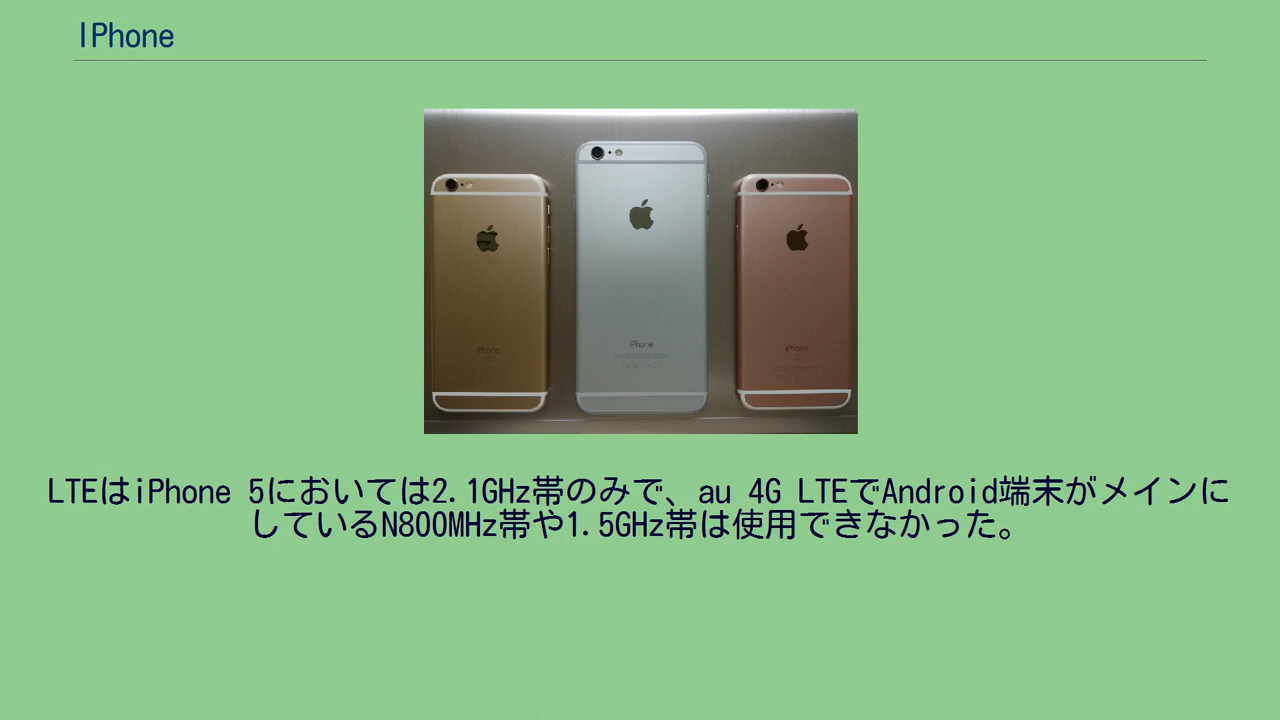 IPhone
iPhone
iPhone
S
iPhone
S
LTEはiPhone 5においては2.1GHz帯のみで、au 4G LTEでAndroid端末がメインに
しているN800MHz帯や1.5GHz帯は使用できなかった。